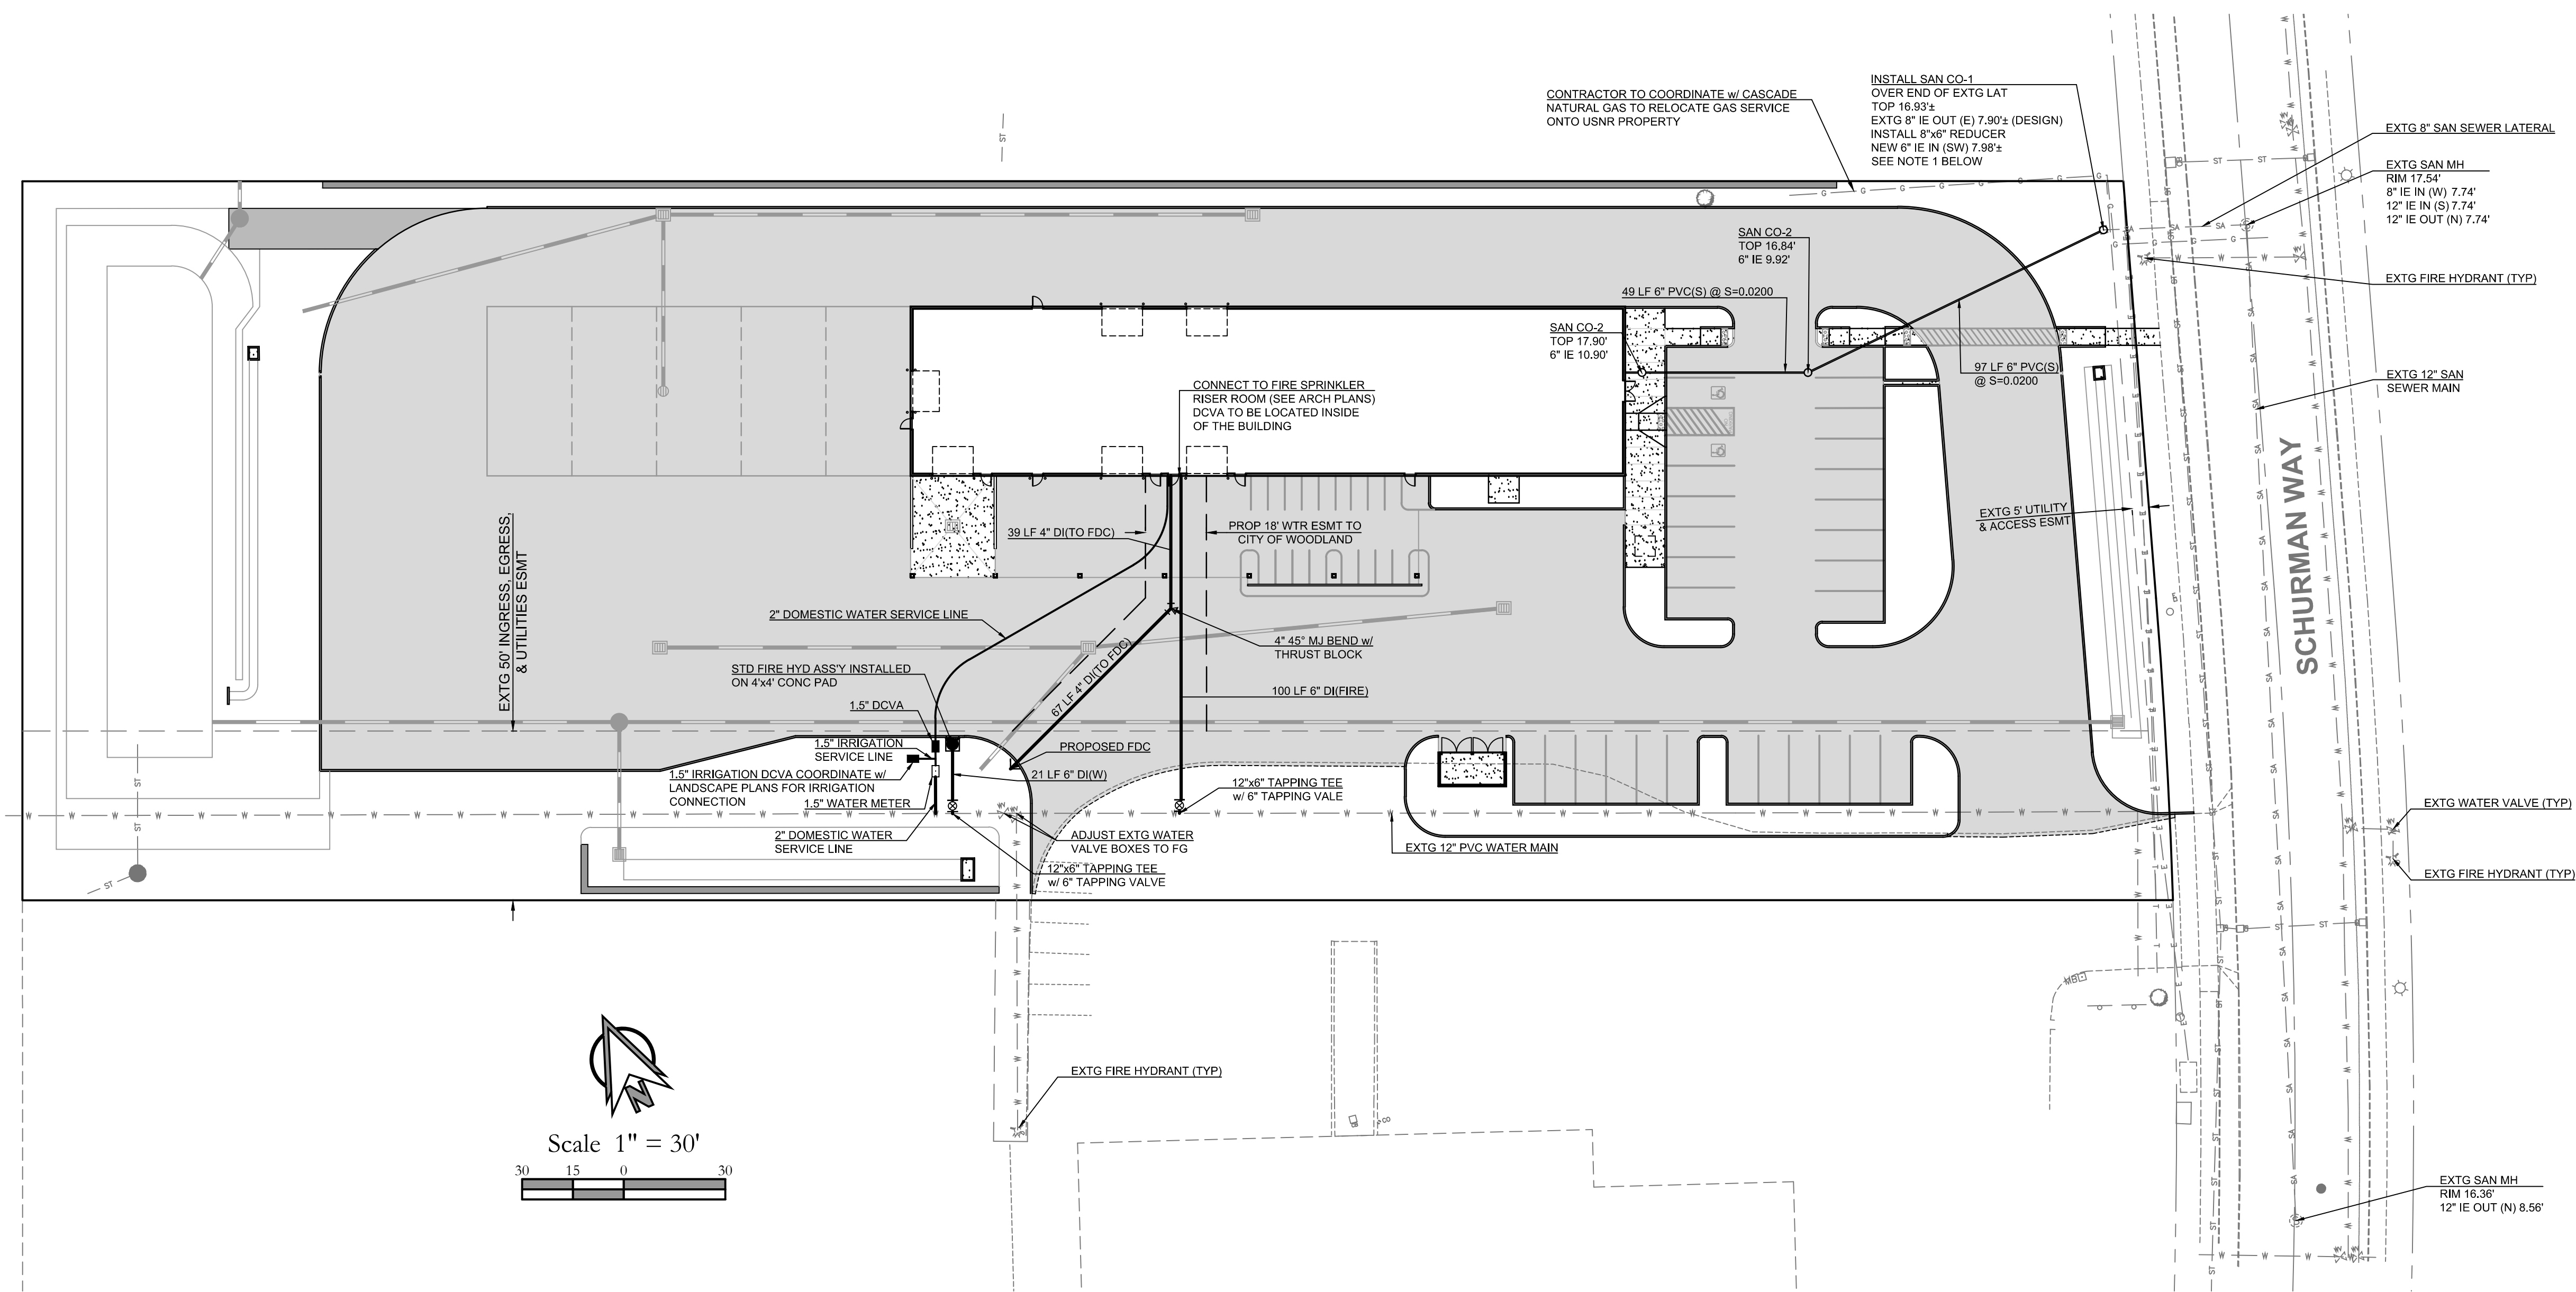 CONTRACTOR TO COORDINATE w/ CASCADE
NATURAL GAS TO RELOCATE GAS SERVICE
ONTO USNR PROPERTY
INSTALL SAN CO-1
OVER END OF EXTG LAT
TOP 16.93'±
EXTG 8" IE OUT (E) 7.90'± (DESIGN)
INSTALL 8"x6" REDUCER
NEW 6" IE IN (SW) 7.98'±
SEE NOTE 1 BELOW
EXTG 8" SAN SEWER LATERAL
EXTG SAN MH
RIM 17.54'
8" IE IN (W) 7.74'
12" IE IN (S) 7.74'
12" IE OUT (N) 7.74'
EXTG FIRE HYDRANT (TYP)
SAN CO-2
TOP 16.84'
6" IE 9.92'
49 LF 6" PVC(S) @ S=0.0200
SAN CO-2
TOP 17.90'
6" IE 10.90'
97 LF 6" PVC(S)
@ S=0.0200
EXTG 12" SAN
SEWER MAIN
CONNECT TO FIRE SPRINKLER
RISER ROOM (SEE ARCH PLANS)
DCVA TO BE LOCATED INSIDE
OF THE BUILDING
SCHURMAN WAY
EXTG 5' UTILITY
& ACCESS ESMT
EXTG 50' INGRESS, EGRESS,
& UTILITIES ESMT
39 LF 4" DI(TO FDC)
PROP 18' WTR ESMT TO
CITY OF WOODLAND
2" DOMESTIC WATER SERVICE LINE
4" 45° MJ BEND w/
THRUST BLOCK
STD FIRE HYD ASS'Y INSTALLED
ON 4'x4' CONC PAD
67 LF 4" DI(TO FDC)
100 LF 6" DI(FIRE)
1.5" DCVA
1.5" IRRIGATION
SERVICE LINE
PROPOSED FDC
1.5" IRRIGATION DCVA COORDINATE w/
LANDSCAPE PLANS FOR IRRIGATION
CONNECTION
21 LF 6" DI(W)
1.5" WATER METER
12"x6" TAPPING TEE
w/ 6" TAPPING VALE
2" DOMESTIC WATER
SERVICE LINE
ADJUST EXTG WATER
VALVE BOXES TO FG
EXTG 12" PVC WATER MAIN
12"x6" TAPPING TEE
w/ 6" TAPPING VALVE
EXTG WATER VALVE (TYP)
EXTG FIRE HYDRANT (TYP)
MB
EXTG FIRE HYDRANT (TYP)
N
Scale 1" = 30'
30 15 0 30
EXTG SAN MH
RIM 16.36'
12" IE OUT (N) 8.56'